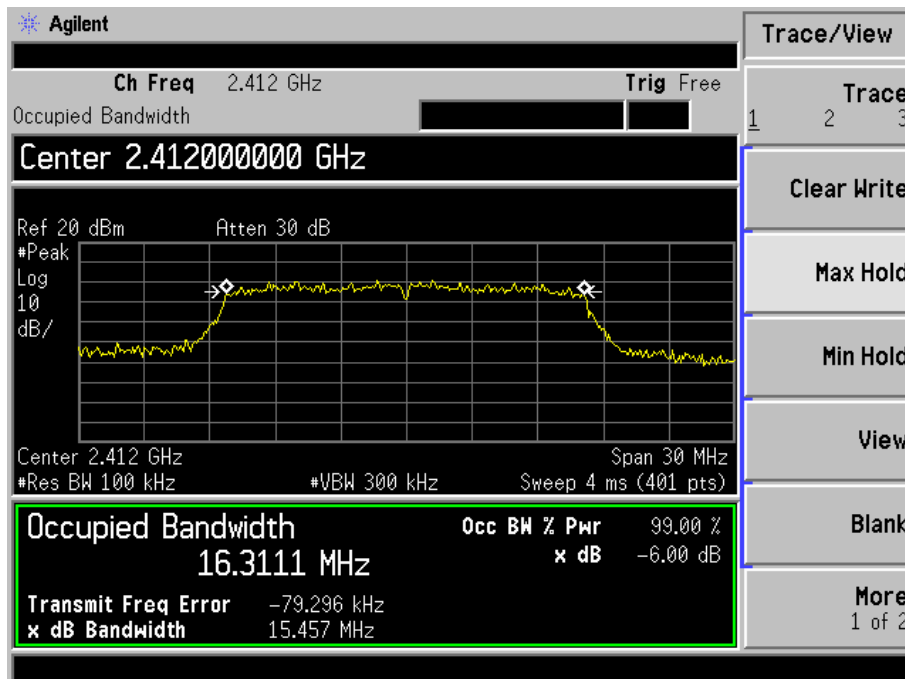 Agilent
Trace/View
Ch Freq 2.412 GHz Trig Free
Occupied Bandwidth
Trace
1 2 3
Center 2.412000000 GHz
Clear Write
Ref 20 dBm Atten 30 dB
#Peak
Log
10
dB/
Max Hold
Min Hold
View
Center 2.412 GHz Span 30 MHz
#Res BW 100 kHz #VBW 300 kHz Sweep 4 ms (401 pts)
Occupied Bandwidth
16.3111 MHz
Occ BW % Pwr 99.00 %
x dB -6.00 dB
Blank
Transmit Freq Error -79.296 kHz
x dB Bandwidth 15.457 MHz
More
1 of 2